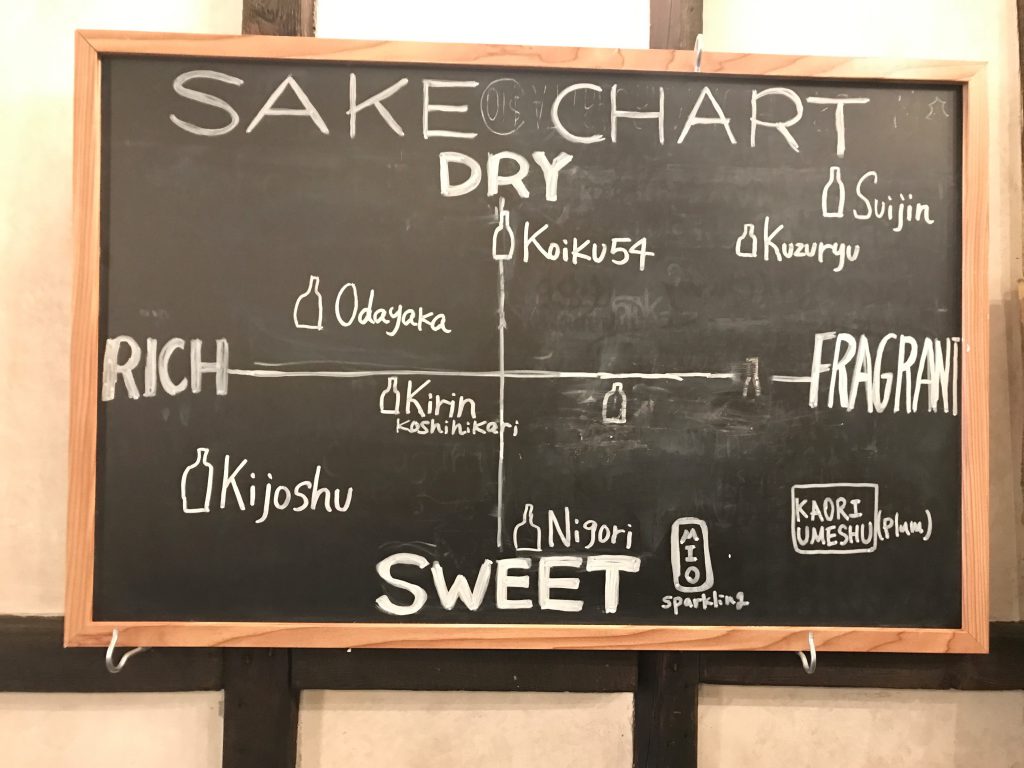 SAKE CHART
DRY
Suijin
Koiku54
Kuzuryu
Odayaka
RICH
FRAGRANT
Kirin
Koshihikari
Kijoshu
KAORI
UMESHU (Plum)
Nigori
MIO
SWEET
sparkling